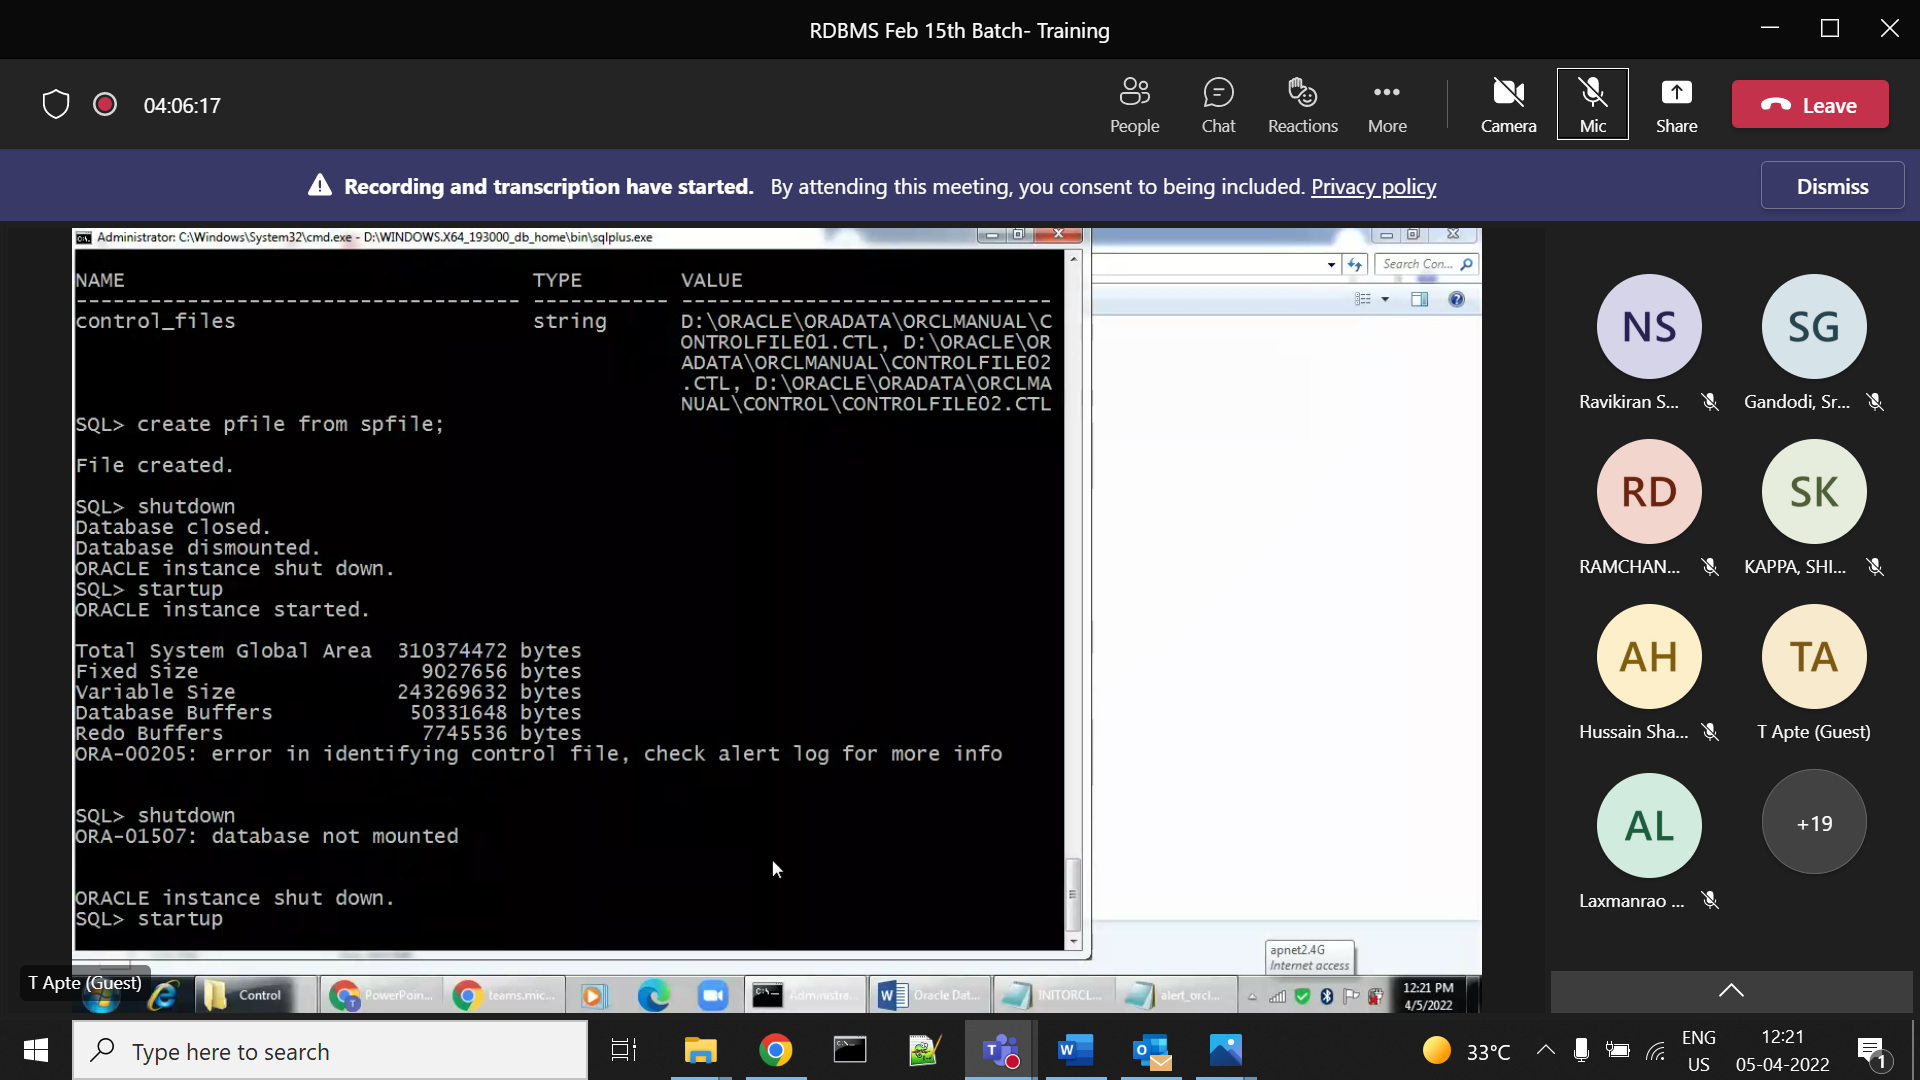 RDBMS Feb 15th Batch- Training
04:06:17
People
Chat
Reactions
More
Camera
Mic
Share
Leave
Recording and transcription have started. By attending this meeting, you consent to being included. Privacy policy
Dismiss
Administrator: C:\Windows\System32\cmd.exe - D:\WINDOWS.X64_193000_db_home\bin\sqlplus.exe
NAME TYPE VALUE
------------------------------------ ----------- ------------------------------
control_files string D:\ORACLE\ORADATA\ORCLMANUAL\C
ONTROLFILE01.CTL, D:\ORACLE\OR
ADATA\ORCLMANUAL\CONTROLFILE02
.CTL, D:\ORACLE\ORADATA\ORCLMA
NUAL\CONTROL\CONTROLFILE02.CTL
SQL> create pfile from spfile;
File created.
SQL> shutdown
Database closed.
Database dismounted.
ORACLE instance shut down.
SQL> startup
ORACLE instance started.
Total System Global Area 310374472 bytes
Fixed Size 9027656 bytes
Variable Size 243269632 bytes
Database Buffers 50331648 bytes
Redo Buffers 7745536 bytes
ORA-00205: error in identifying control file, check alert log for more info
SQL> shutdown
ORA-01507: database not mounted
ORACLE instance shut down.
SQL> startup
Search Con...
apnet2.4G
Internet access
T Apte (Guest)
Control
PowerPoin...
teams.mic...
Administra...
Oracle Dat...
INITORCL...
alert_orcl...
12:21 PM
4/5/2022
NS
SG
Ravikiran S...
Gandodi, Sr...
RD
SK
RAMCHAN...
KAPPA, SHI...
AH
TA
Hussain Sha...
T Apte (Guest)
AL
+19
Laxmanrao ...
Type here to search
33°C
ENG
US
12:21
05-04-2022
1